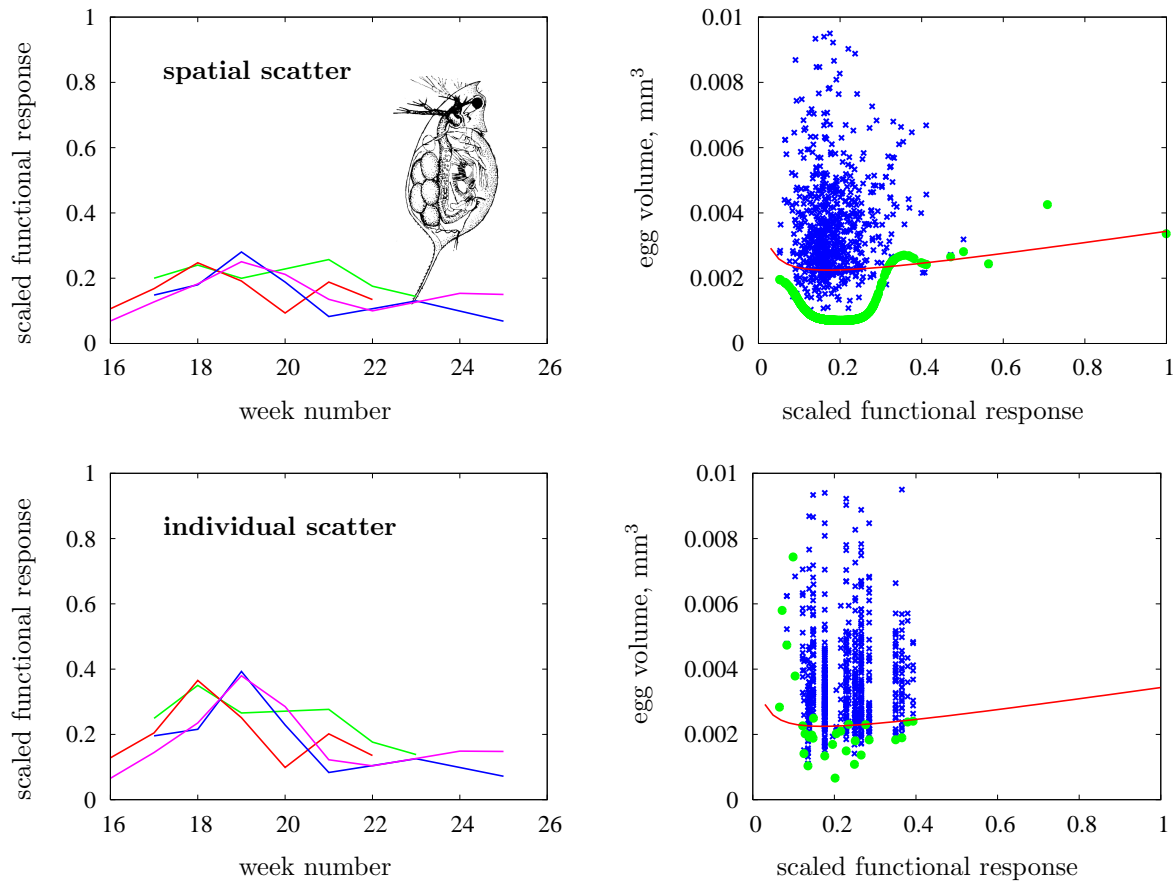 scaled functional response
1
0.8
0.6
0.4
0.2
0
spatial scatter
16 18 20 22 24 26
week number
egg volume, mm³
0.01
0.008
0.006
0.004
0.002
0
0 0.2 0.4 0.6 0.8 1
scaled functional response
scaled functional response
1
0.8
0.6
0.4
0.2
0
individual scatter
16 18 20 22 24 26
week number
egg volume, mm³
0.01
0.008
0.006
0.004
0.002
0
0 0.2 0.4 0.6 0.8 1
scaled functional response